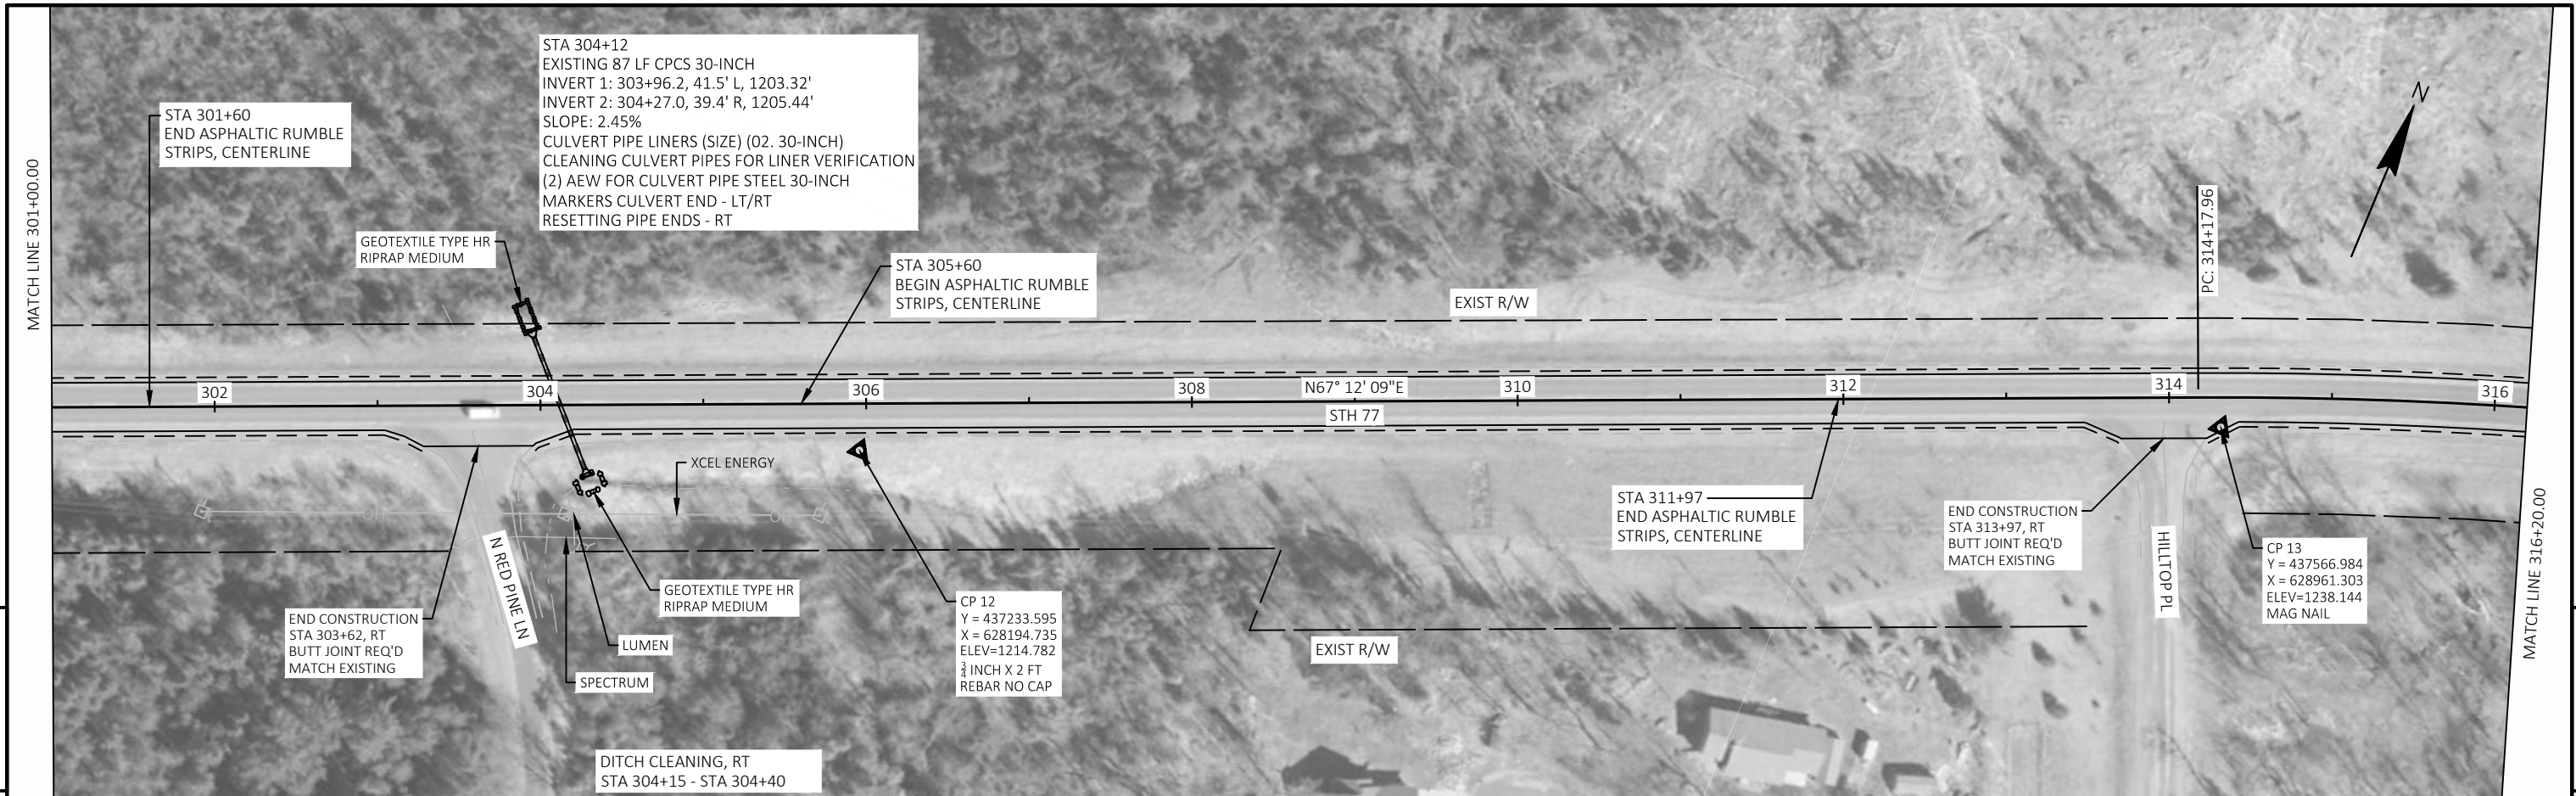 MATCH LINE 301+00.00
STA 301+60
END ASPHALTIC RUMBLE
STRIPS, CENTERLINE
STA 304+12
EXISTING 87 LF CPCS 30-INCH
INVERT 1: 303+96.2, 41.5' L, 1203.32'
INVERT 2: 304+27.0, 39.4' R, 1205.44'
SLOPE: 2.45%
CULVERT PIPE LINERS (SIZE) (02. 30-INCH)
CLEANING CULVERT PIPES FOR LINER VERIFICATION
(2) AEW FOR CULVERT PIPE STEEL 30-INCH
MARKERS CULVERT END - LT/RT
RESETTING PIPE ENDS - RT
GEOTEXTILE TYPE HR
RIPRAP MEDIUM
STA 305+60
BEGIN ASPHALTIC RUMBLE
STRIPS, CENTERLINE
EXIST R/W
PC: 314+17.96
N
302
304
306
308
N67° 12' 09"E
310
312
314
316
STH 77
XCEL ENERGY
OH
OH
N RED PINE LN
END CONSTRUCTION
STA 303+62, RT
BUTT JOINT REQ'D
MATCH EXISTING
GEOTEXTILE TYPE HR
RIPRAP MEDIUM
LUMEN
SPECTRUM
CP 12
Y = 437233.595
X = 628194.735
ELEV=1214.782
¾ INCH X 2 FT
REBAR NO CAP
EXIST R/W
STA 311+97
END ASPHALTIC RUMBLE
STRIPS, CENTERLINE
END CONSTRUCTION
STA 313+97, RT
BUTT JOINT REQ'D
MATCH EXISTING
HILLTOP PL
CP 13
Y = 437566.984
X = 628961.303
ELEV=1238.144
MAG NAIL
MATCH LINE 316+20.00
DITCH CLEANING, RT
STA 304+15 - STA 304+40